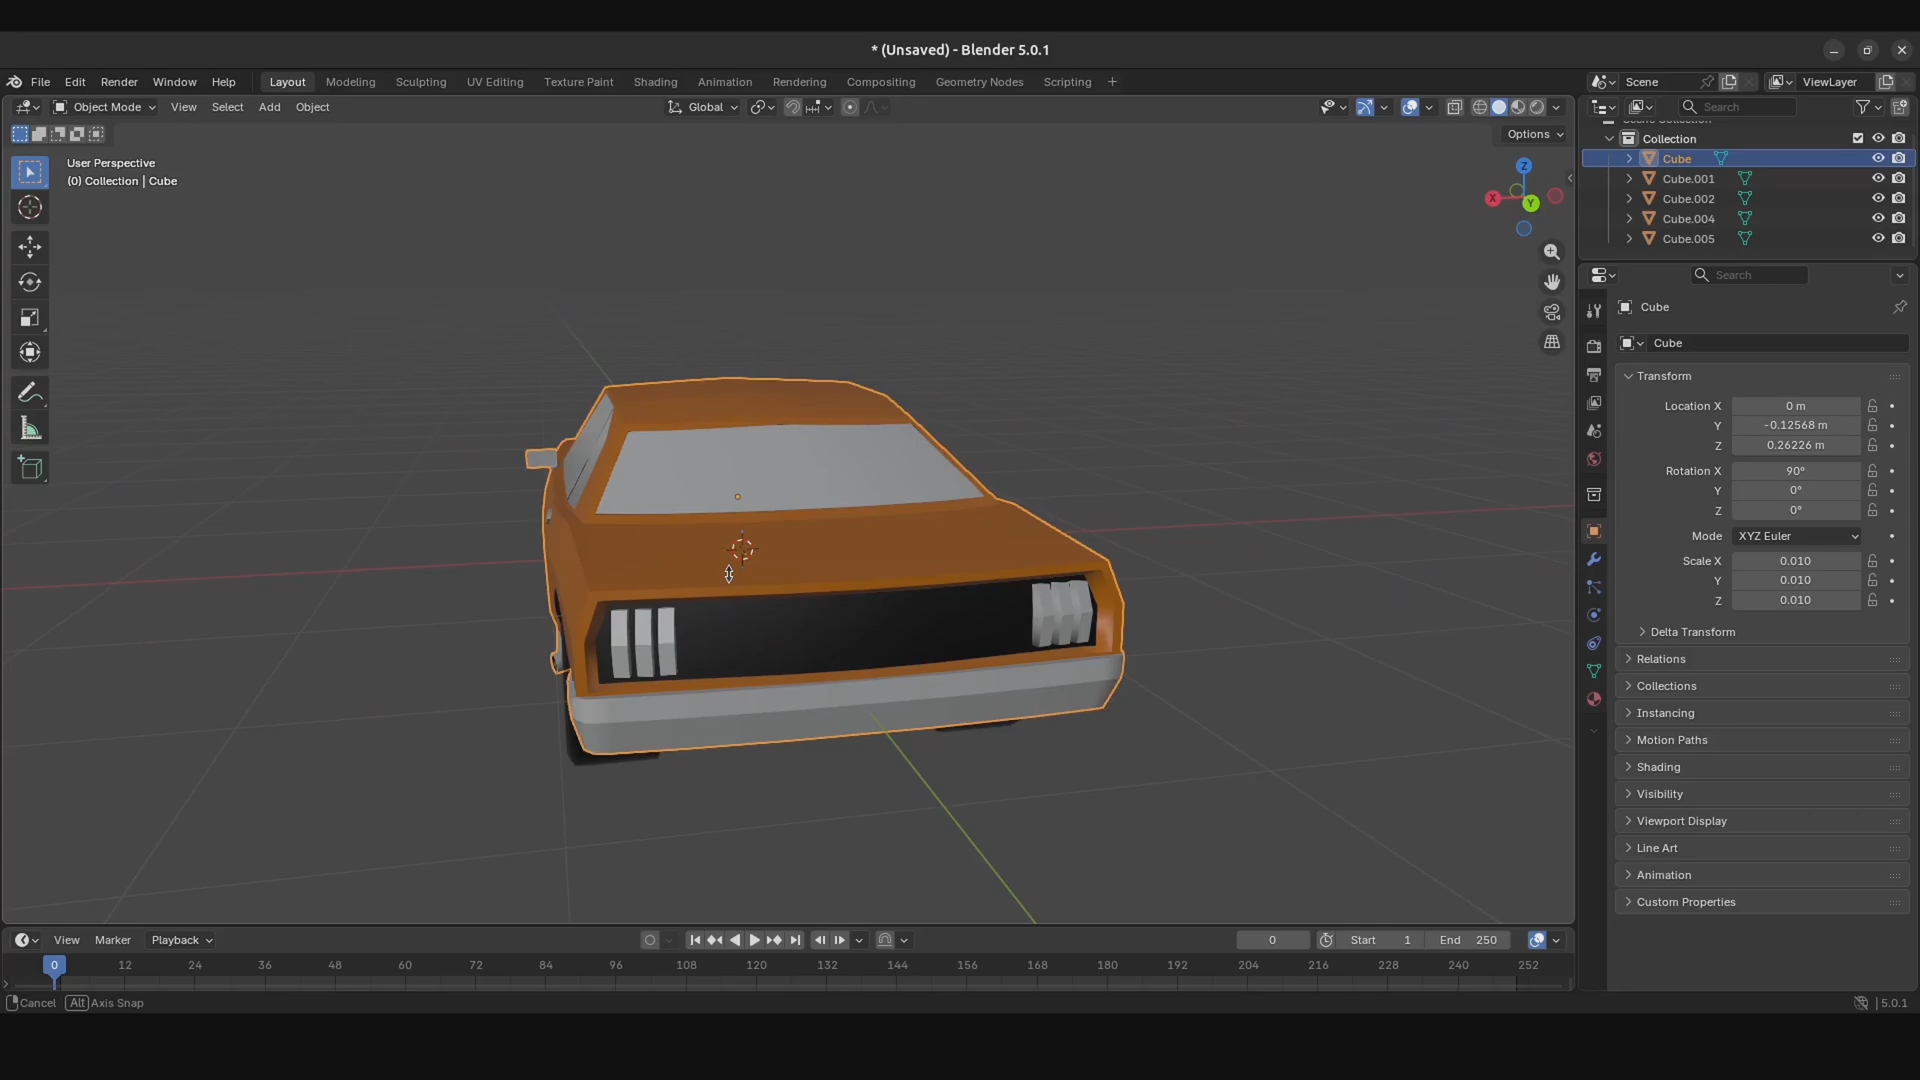 * (Unsaved) - Blender 5.0.1
File Edit Render Window Help Layout Modeling Sculpting UV Editing Texture Paint Shading Animation Rendering Compositing Geometry Nodes Scripting + Scene ViewLayer
Object Mode View Select Add Object Global Search
Options
User Perspective
(0) Collection | Cube
Scene Collection
Collection
Cube
Cube.001
Cube.002
Cube.004
Cube.005
Z
X
Y
Search
Cube
Cube
Transform
Location X 0 m
Y -0.12568 m
Z 0.26226 m
Rotation X 90°
Y 0°
Z 0°
Mode XYZ Euler
Scale X 0.010
Y 0.010
Z 0.010
Delta Transform
Relations
Collections
Instancing
Motion Paths
Shading
Visibility
Viewport Display
Line Art
Animation
Custom Properties
View Marker Playback 0 Start 1 End 250
0 12 24 36 48 60 72 84 96 108 120 132 144 156 168 180 192 204 216 228 240 252
Cancel Alt Axis Snap 5.0.1